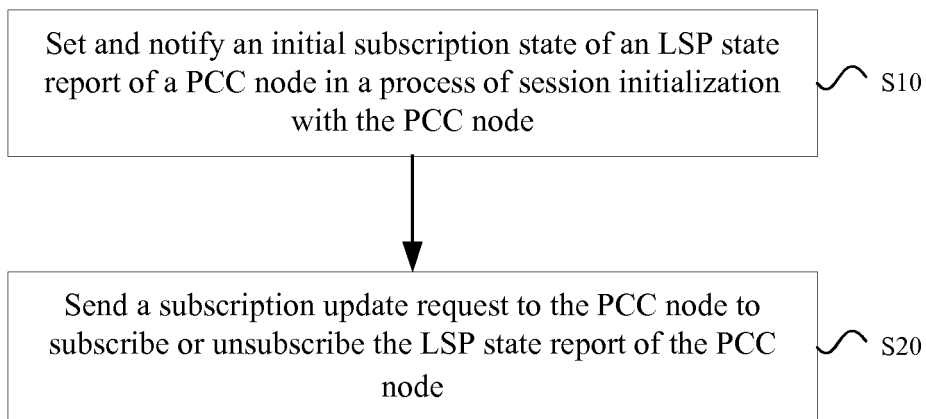 Set and notify an initial subscription state of an LSP state
report of a PCC node in a process of session initialization
with the PCC node
S10
Send a subscription update request to the PCC node to
subscribe or unsubscribe the LSP state report of the PCC
node
S20